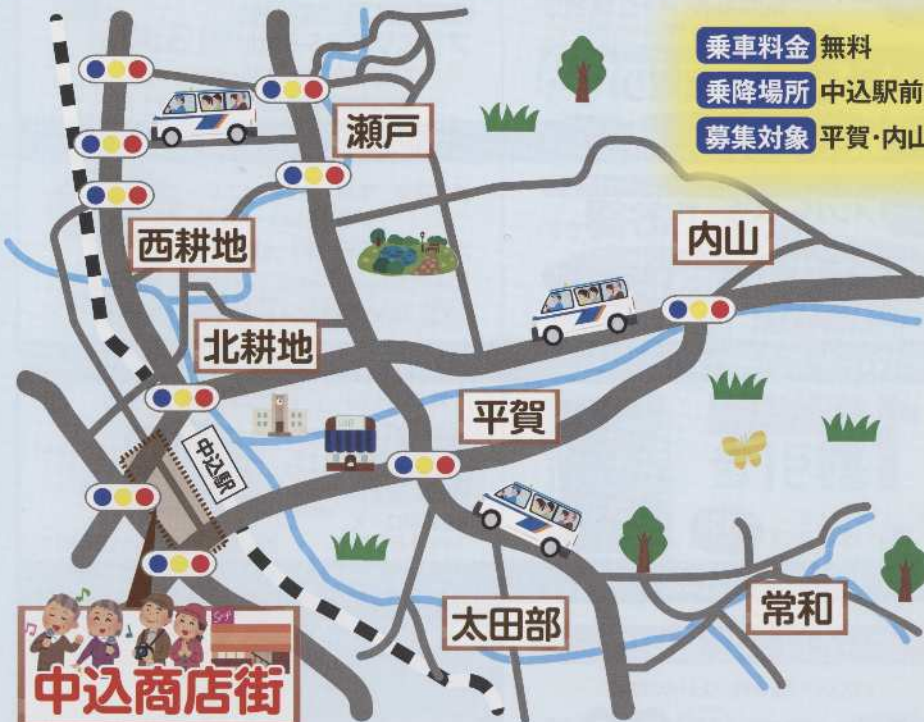 乗車料金 無料
乗降場所 中込駅前
募集対象 平賀・内山
瀬戸
西耕地
内山
北耕地
平賀
中込駅
太田部
常和
中込商店街